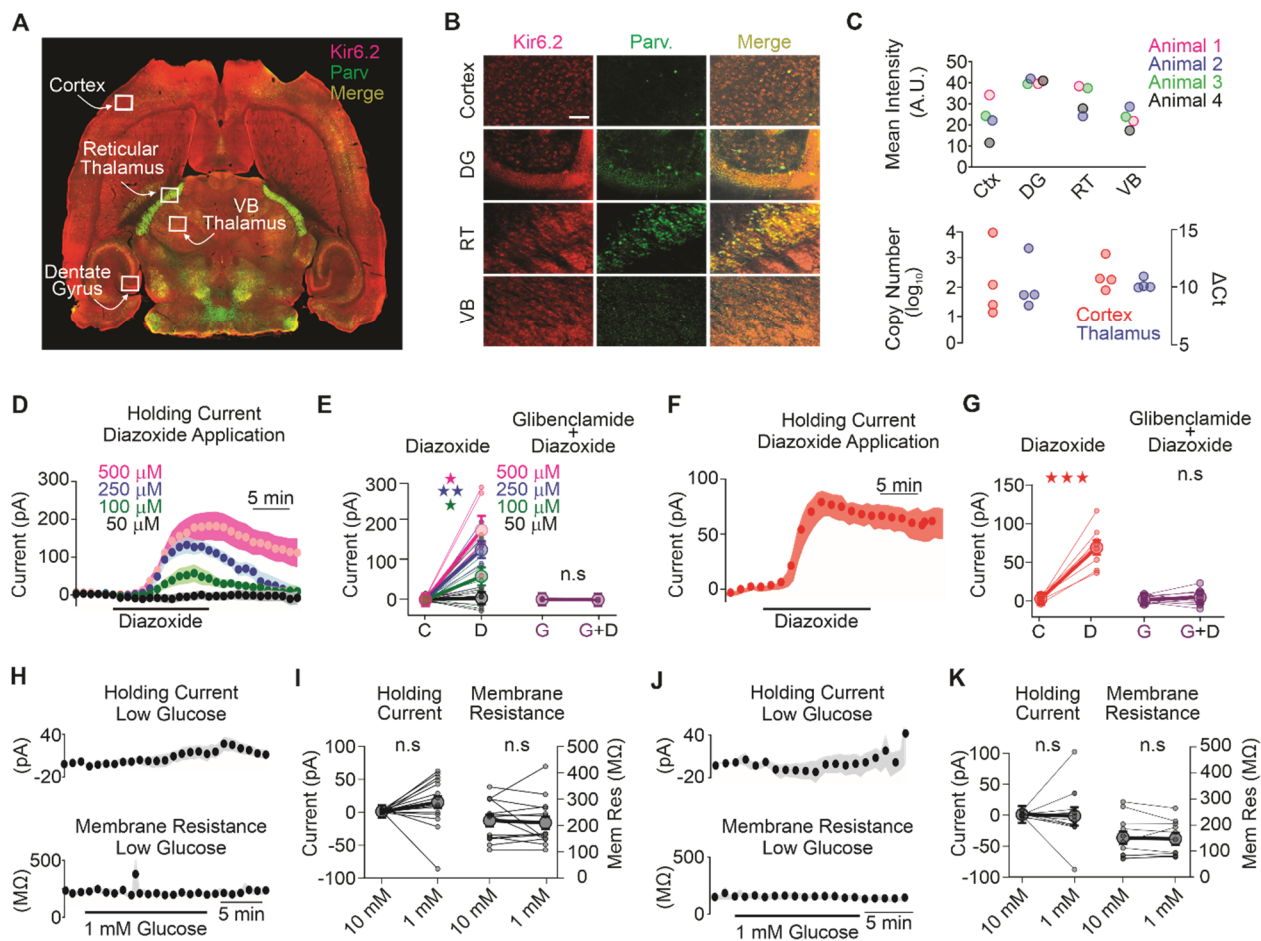 A
Kir6.2
Parv
Merge
Cortex
Reticular
Thalamus
VB
Thalamus
Dentate
Gyrus
B
Kir6.2
Parv.
Merge
Cortex
DG
RT
VB
C
Animal 1
Animal 2
Animal 3
Animal 4
Mean Intensity
(A.U.)
50
40
30
20
10
0
Ctx
DG
RT
VB
Copy Number
(log10)
4
3
2
1
0
Cortex
Thalamus
15
10
5
ΔCt
D
Holding Current
Diazoxide Application
500 μM
250 μM
100 μM
50 μM
5 min
Current (pA)
300
200
100
0
Diazoxide
E
Diazoxide
Glibenclamide
+
Diazoxide
500 μM
250 μM
100 μM
50 μM
★
★★
★
n.s
Current (pA)
300
200
100
0
C
D
G
G+D
F
Holding Current
Diazoxide Application
5 min
Current (pA)
100
50
0
Diazoxide
G
Diazoxide
Glibenclamide
+
Diazoxide
★★★
n.s
Current (pA)
150
100
50
0
C
D
G
G+D
H
Holding Current
Low Glucose
(pA)
40
-20
Membrane Resistance
Low Glucose
(MΩ)
500
0
1 mM Glucose
5 min
I
Holding
Current
Membrane
Resistance
n.s
n.s
Current (pA)
100
50
0
-50
-100
500
400
300
200
100
0
Mem Res (MΩ)
10 mM
1 mM
10 mM
1 mM
J
Holding Current
Low Glucose
(pA)
40
-20
Membrane Resistance
Low Glucose
(MΩ)
500
0
1 mM Glucose
5 min
K
Holding
Current
Membrane
Resistance
n.s
n.s
Current (pA)
100
50
0
-50
-100
500
400
300
200
100
0
Mem Res (MΩ)
10 mM
1 mM
10 mM
1 mM